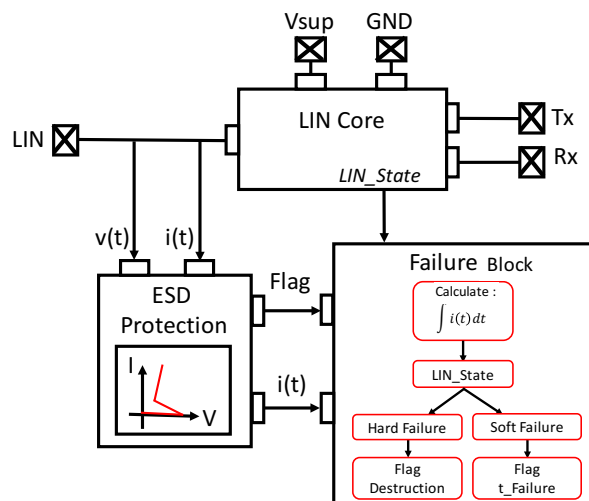 Vsup
GND
LIN
LIN Core
LIN_State
Tx
Rx
v(t)
i(t)
ESD
Protection
I
V
Flag
i(t)
Failure Block
Calculate :
∫ i(t) dt
LIN_State
Hard Failure
Soft Failure
Flag
Destruction
Flag
t_Failure